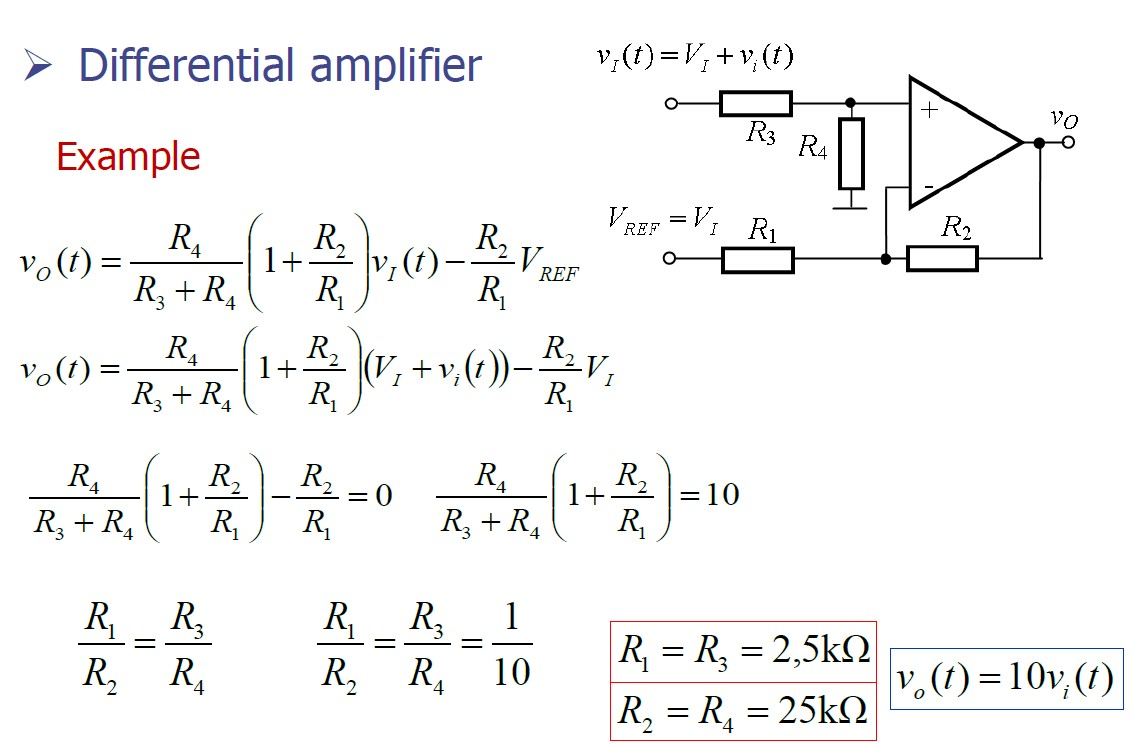 ➢ Differential amplifier
v_I(t) = V_I + v_i(t)
R_3
R_4
+
-
v_O
V_REF = V_I
R_1
R_2
Example
v_O(t) = R_4/(R_3 + R_4) (1 + R_2/R_1) v_I(t) − R_2/R_1 V_REF
v_O(t) = R_4/(R_3 + R_4) (1 + R_2/R_1) (V_I + v_i(t)) − R_2/R_1 V_I
R_4/(R_3 + R_4) (1 + R_2/R_1) − R_2/R_1 = 0
R_4/(R_3 + R_4) (1 + R_2/R_1) = 10
R_1/R_2 = R_3/R_4
R_1/R_2 = R_3/R_4 = 1/10
R_1 = R_3 = 2,5kΩ
R_2 = R_4 = 25kΩ
v_o(t) = 10v_i(t)